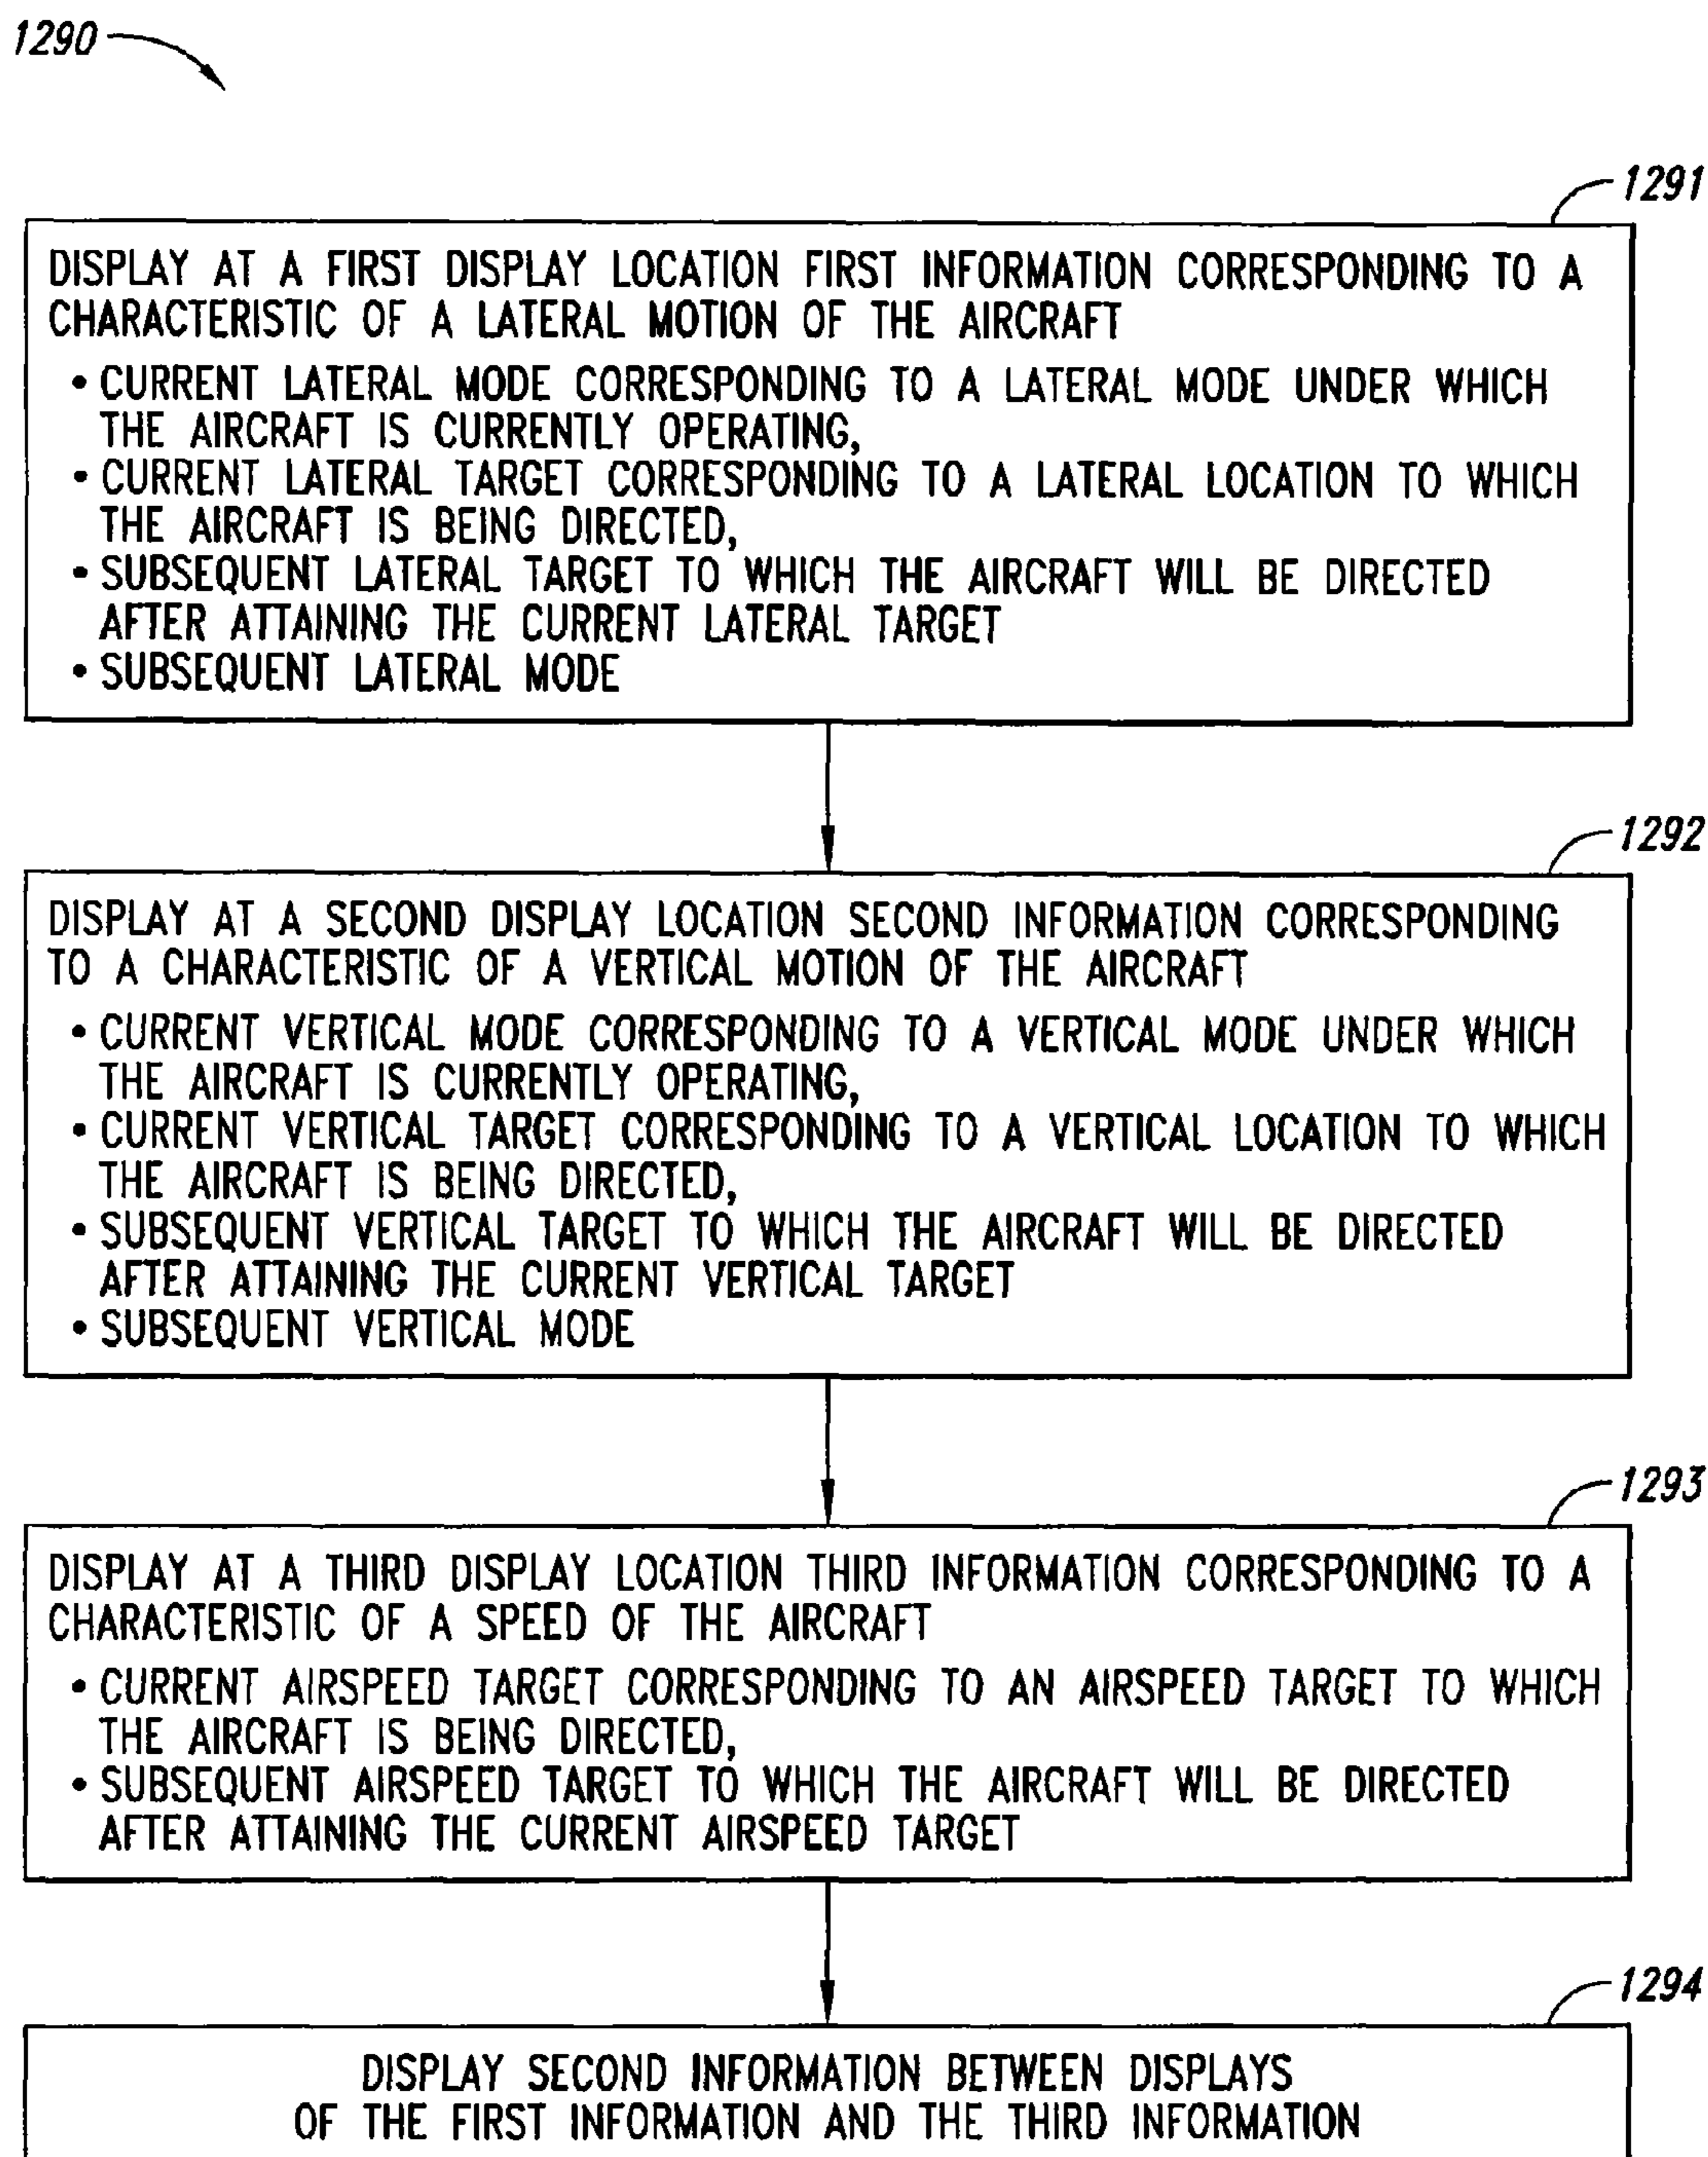 1290
1291
DISPLAY AT A FIRST DISPLAY LOCATION FIRST INFORMATION CORRESPONDING TO A
CHARACTERISTIC OF A LATERAL MOTION OF THE AIRCRAFT
• CURRENT LATERAL MODE CORRESPONDING TO A LATERAL MODE UNDER WHICH
THE AIRCRAFT IS CURRENTLY OPERATING,
• CURRENT LATERAL TARGET CORRESPONDING TO A LATERAL LOCATION TO WHICH
THE AIRCRAFT IS BEING DIRECTED,
• SUBSEQUENT LATERAL TARGET TO WHICH THE AIRCRAFT WILL BE DIRECTED
AFTER ATTAINING THE CURRENT LATERAL TARGET
• SUBSEQUENT LATERAL MODE
1292
DISPLAY AT A SECOND DISPLAY LOCATION SECOND INFORMATION CORRESPONDING
TO A CHARACTERISTIC OF A VERTICAL MOTION OF THE AIRCRAFT
• CURRENT VERTICAL MODE CORRESPONDING TO A VERTICAL MODE UNDER WHICH
THE AIRCRAFT IS CURRENTLY OPERATING,
• CURRENT VERTICAL TARGET CORRESPONDING TO A VERTICAL LOCATION TO WHICH
THE AIRCRAFT IS BEING DIRECTED,
• SUBSEQUENT VERTICAL TARGET TO WHICH THE AIRCRAFT WILL BE DIRECTED
AFTER ATTAINING THE CURRENT VERTICAL TARGET
• SUBSEQUENT VERTICAL MODE
1293
DISPLAY AT A THIRD DISPLAY LOCATION THIRD INFORMATION CORRESPONDING TO A
CHARACTERISTIC OF A SPEED OF THE AIRCRAFT
• CURRENT AIRSPEED TARGET CORRESPONDING TO AN AIRSPEED TARGET TO WHICH
THE AIRCRAFT IS BEING DIRECTED,
• SUBSEQUENT AIRSPEED TARGET TO WHICH THE AIRCRAFT WILL BE DIRECTED
AFTER ATTAINING THE CURRENT AIRSPEED TARGET
1294
DISPLAY SECOND INFORMATION BETWEEN DISPLAYS
OF THE FIRST INFORMATION AND THE THIRD INFORMATION